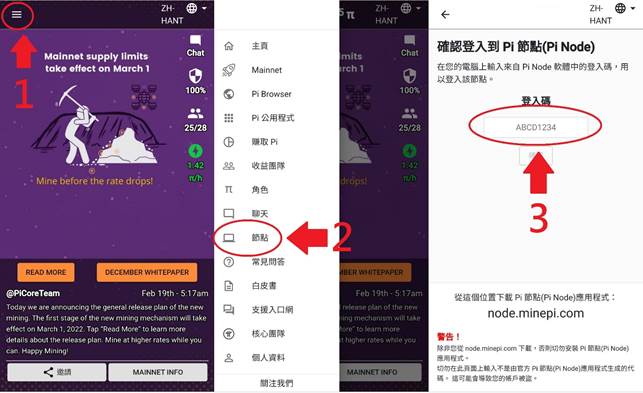 ZH-
HANT
Mainnet supply limits
take effect on March 1
Chat
100%
25/28
1.42
π/h
Mine before the rate drops!
READ MORE
DECEMBER WHITEPAPER
@PiCoreTeam
Feb 19th - 5:17am
Today we are announcing the general release plan of the new
mining formula. The first stage of the new mining mechanism will take
effect on March 1, 2022. Tap "Read More" to learn more
details about the release plan. Mine at higher rates while you
can. Happy Mining!
邀請
MAINNET INFO
1
主頁
Mainnet
Pi Browser
Pi 公用程式
賺取 Pi
收益團隊
角色
聊天
節點
常見問答
白皮書
支援入口網
核心團隊
個人資料
關注我們
2
π
ZH-
HANT
Chat
100%
25/28
1.42
π/h
BER WHITEPAPER
Feb 19th - 5:17am
MAINNET INFO
ZH-
HANT
確認登入到 Pi 節點(Pi Node)
在您的電腦上輸入來自 Pi Node 軟體中的登入碼，用
以登入該節點。
登入碼
ABCD1234
3
從這個位置下載 Pi 節點(Pi Node)應用程式：
node.minepi.com
警告！
除非您從 node.minepi.com 下載，否則切勿安裝 Pi 節點(Pi Node)
應用程式。
切勿在此頁面上輸入不是由官方 Pi 節點(Pi Node)應用程式生成的代
碼。 這可能會導致您的帳戶被盜。